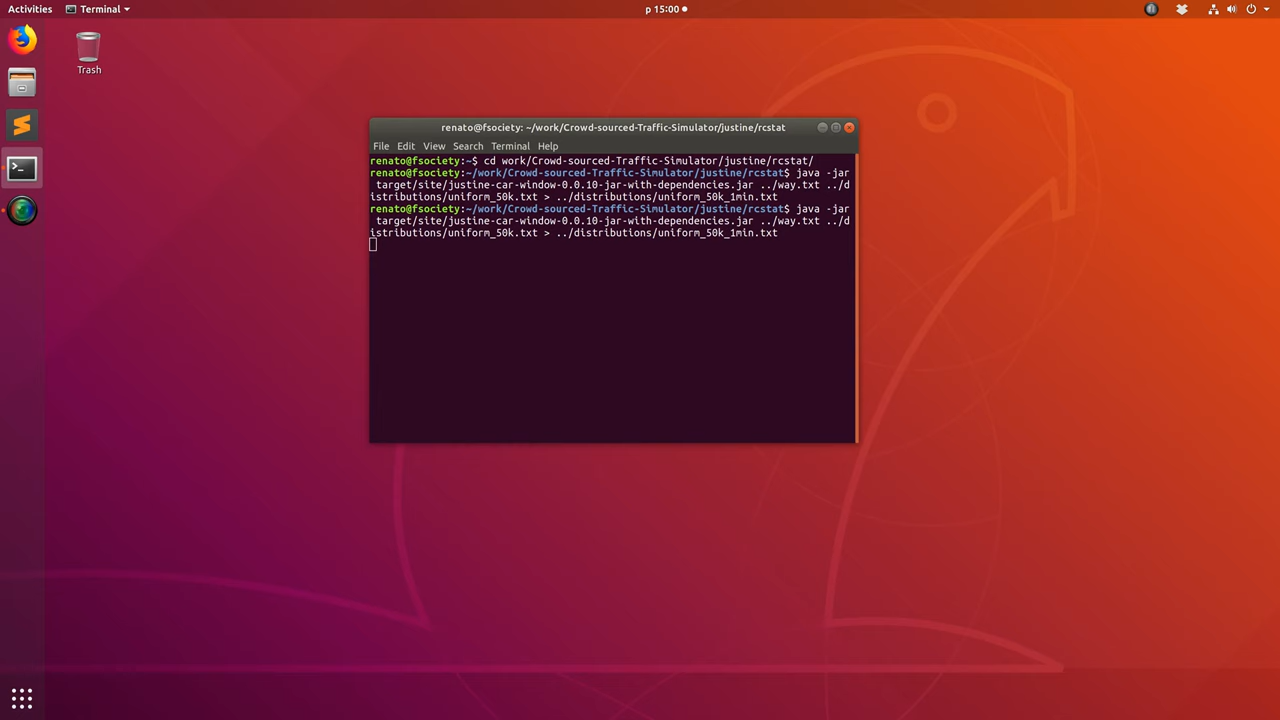 Activities Terminal p 15:00
Trash
renato@fsociety: ~/work/Crowd-sourced-Traffic-Simulator/justine/rcstat
File Edit View Search Terminal Help
renato@fsociety:~$ cd work/Crowd-sourced-Traffic-Simulator/justine/rcstat/
renato@fsociety:~/work/Crowd-sourced-Traffic-Simulator/justine/rcstat$ java -jar
target/site/justine-car-window-0.0.10-jar-with-dependencies.jar ../way.txt ../d
istributions/uniform_50k.txt > ../distributions/uniform_50k_1min.txt
renato@fsociety:~/work/Crowd-sourced-Traffic-Simulator/justine/rcstat$ java -jar
target/site/justine-car-window-0.0.10-jar-with-dependencies.jar ../way.txt ../d
istributions/uniform_50k.txt > ../distributions/uniform_50k_1min.txt